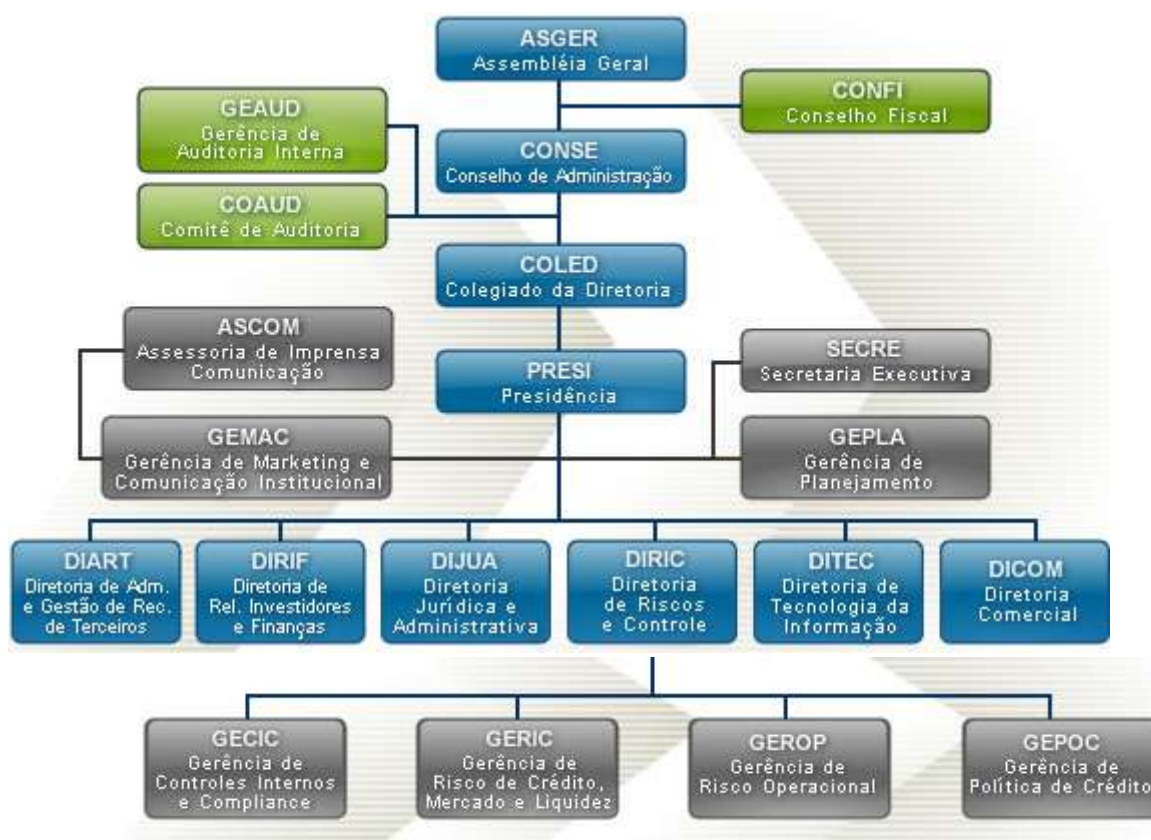 ASGER
Assembléia Geral
CONFI
Conselho Fiscal
GEAUD
Gerência de
Auditoria Interna
CONSE
Conselho de Administração
COAUD
Comitê de Auditoria
COLED
Colegiado da Diretoria
ASCOM
Assessoria de Imprensa
Comunicação
SECRE
Secretaria Executiva
PRESI
Presidência
GEMAC
Gerência de Marketing e
Comunicação Institucional
GEPLA
Gerência de
Planejamento
DIART
Diretoria de Adm.
e Gestão de Rec.
de Terceiros
DIRIF
Diretoria de
Rel. Investidores
e Finanças
DIJUA
Diretoria
Jurídica e
Administrativa
DIRIC
Diretoria
de Riscos
e Controle
DITEC
Diretoria de
Tecnologia da
Informação
DICOM
Diretoria
Comercial
GECIC
Gerência de
Controles Internos
e Compliance
GERIC
Gerência de
Risco de Crédito,
Mercado e Liquidez
GEROP
Gerência de
Risco Operacional
GEPOC
Gerência de
Política de Crédito